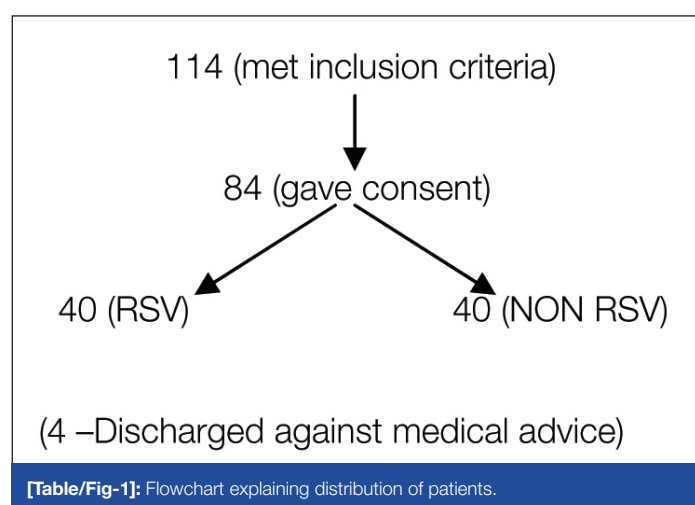 114 (met inclusion criteria)
84 (gave consent)
40 (RSV)
40 (NON RSV)
(4 –Discharged against medical advice)
[Table/Fig-1]: Flowchart explaining distribution of patients.